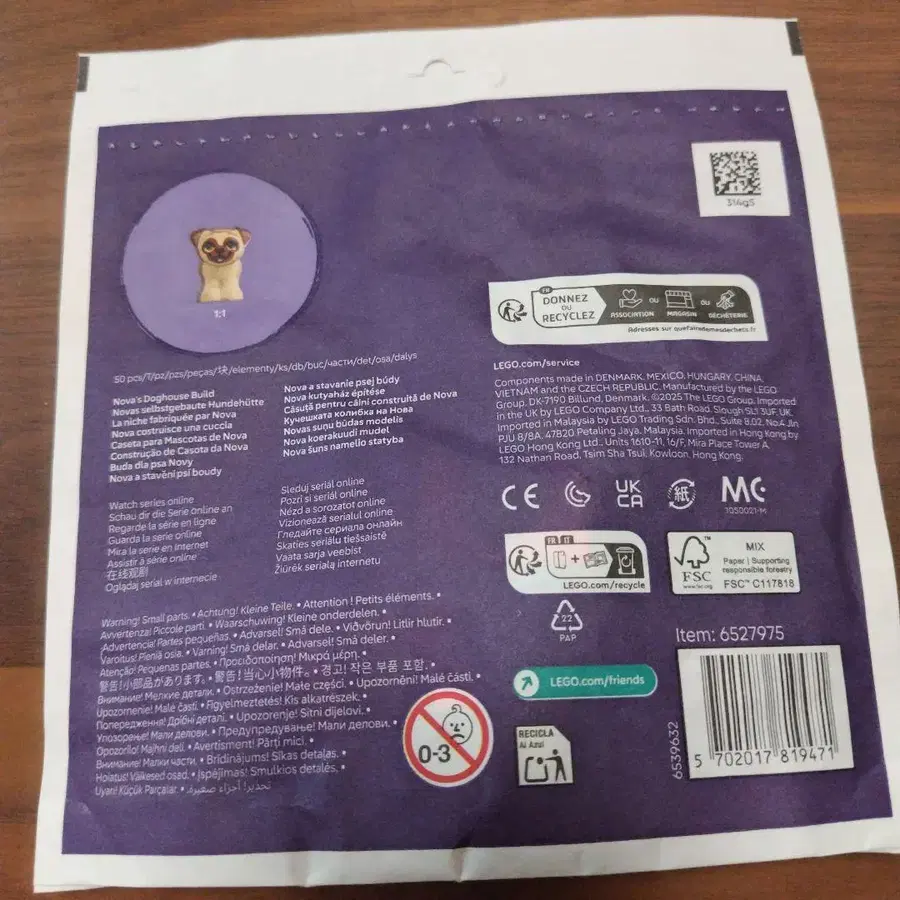 314g5
1:1
FR
DONNEZ
OU
RECYCLEZ
ASSOCIATION
OU
MAGASIN
OU
DÉCHÈTERIE
Adresses sur quefairedemesdechets.fr
50 pcs/T/pz/pzs/peças/块/elementy/ks/db/buc/части/det/osa/dalys
Nova's Doghouse Build
Novas selbstgebaute Hundehütte
La niche fabriquée par Nova
Nova costruisce una cuccia
Caseta para Mascotas de Nova
Construção de Casota da Nova
Buda dla psa Novy
Nova a stavění psí boudy
Nova a stavanie psej búdy
Nova kutyaház építése
Căsuță pentru câini construită de Nova
Кучешката колибка на Нова
Novas suņu būdas modelis
Nova koerakuudi mudel
Nova šuns namelio statyba
LEGO.com/service
Components made in DENMARK, MEXICO, HUNGARY, CHINA,
VIETNAM and the CZECH REPUBLIC. Manufactured by the LEGO
Group, DK-7190 Billund, Denmark. ©2025 The LEGO Group. Imported
in the UK by LEGO Company Ltd., 33 Bath Road, Slough SL1 3UF, UK.
Imported in Malaysia by LEGO Trading Sdn. Bhd., Suite 8.02, No.4 Jln
PJU 8/8A, 47820 Petaling Jaya, Malaysia. Imported in Hong Kong by
LEGO Hong Kong Ltd., Units 1610-11, 16/F, Mira Place Tower A,
132 Nathan Road, Tsim Sha Tsui, Kowloon, Hong Kong.
Watch series online
Schau dir die Serie online an
Regarde la série en ligne
Guarda la serie online
Mira la serie en Internet
Assistir à série online
在线观剧
Oglądaj serial w internecie
Sleduj seriál online
Pozri si seriál online
Nézd a sorozatot online
Vizionează serialul online
Гледайте сериала онлайн
Skaties seriālu tiešsaistē
Vaata sarja veebist
Žiūrėk serialą internetu
CE
UK
CA
紙
MC
1050021-M
FR IT
LEGO.com/recycle
FSC
www.fsc.org
MIX
Paper | Supporting
responsible forestry
FSC™ C117818
22
PAP
Warning! Small parts. • Achtung! Kleine Teile. • Attention ! Petits éléments. •
Avvertenza! Piccole parti. • Waarschuwing! Kleine onderdelen. •
Advertencia! Partes pequeñas. • Advarsel! Små dele. • Viðvörun! Litlir hlutir. •
Varoitus! Pieniä osia. • Varning! Små delar. • Advarsel! Små deler. •
Atenção! Pequenas partes. • Προειδοποίηση! Μικρά μέρη. •
警告!小部品があります。• 警告!当心小物件。• 경고! 작은 부품 포함. •
Внимание! Мелкие детали. • Ostrzeżenie! Małe części. • Upozornění! Malé části. •
Upozornenie! Malé časti. • Figyelmeztetés! Kis alkatrészek. •
Попередження! Дрібні деталі. • Upozorenje! Sitni dijelovi. •
Упозорење! Мали делови. • Предупредување! Мали делови. •
Opozorilo! Majhni deli. • Avertisment! Părți mici. •
Внимание! Малки части. • Brīdinājums! Sīkas detaļas. •
Hoiatus! Väikesed osad. • Įspėjimas! Smulkios detalės. •
Uyarı! Küçük Parçalar. • تحذير! أجزاء صغيرة.
0-3
LEGO.com/friends
RECICLA
Al Azul
Item: 6527975
6539632
5 702017 819471